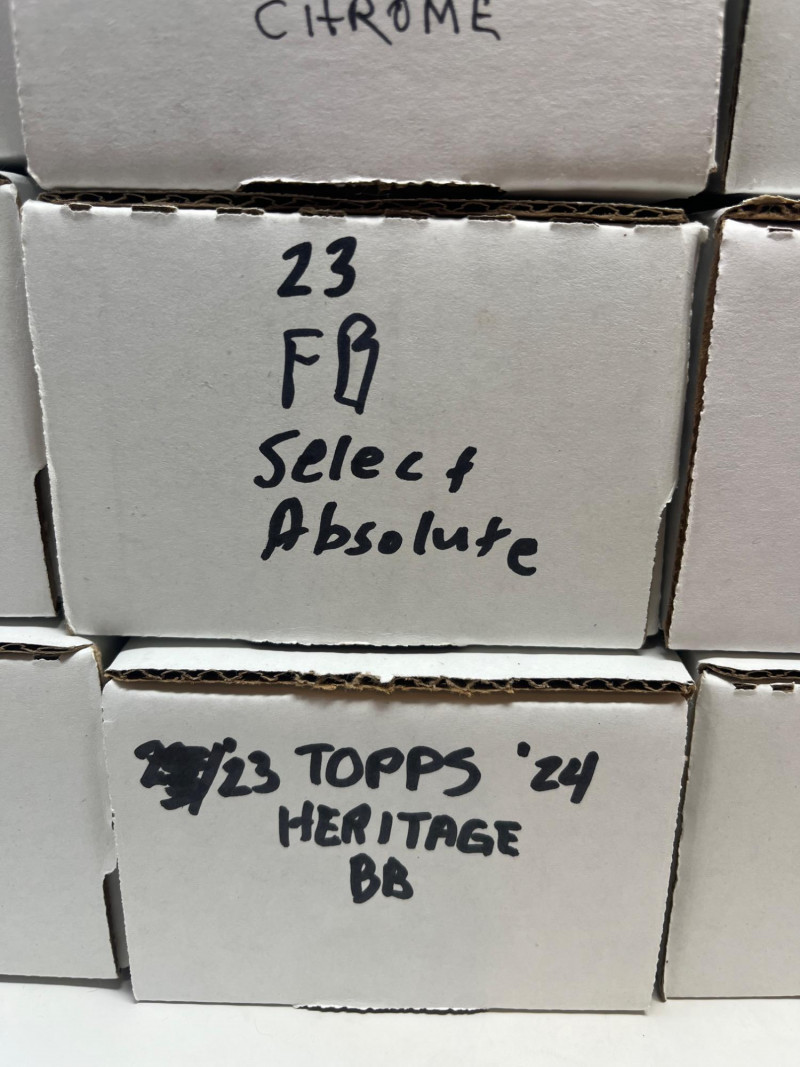 CHROME
23
FB
Select
Absolute
/'23 TOPPS '24
HERITAGE
BB